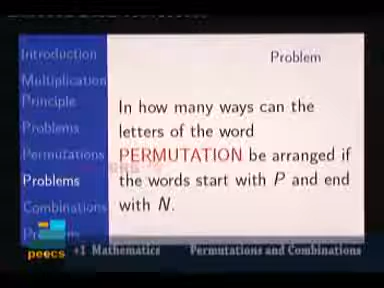 Introduction
Multiplication
Principle
Problems
Permutations
Problems
Combinations
Problem
In how many ways can the
letters of the word
PERMUTATION be arranged if
the words start with P and end
with N.
peecs
+1 Mathematics
Permutations and Combinations